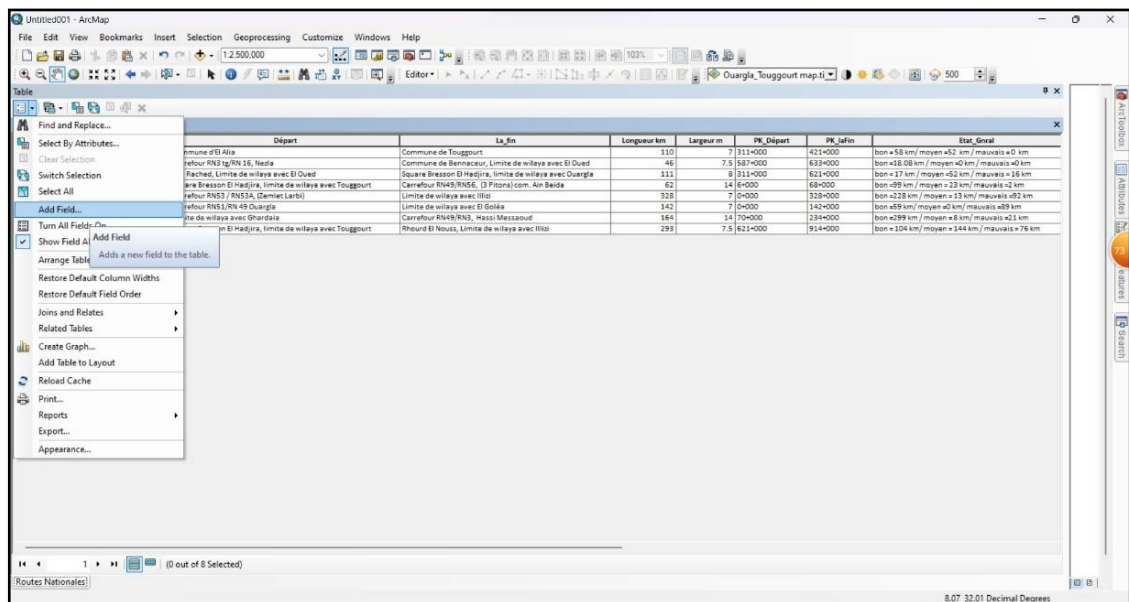 Untitled001 - ArcMap
File Edit View Bookmarks Insert Selection Geoprocessing Customize Windows Help
1:2.500.000
103%
Editor
Ouargla_Touggourt map.ti
500
Table
Find and Replace...
Select By Attributes...
Clear Selection
Switch Selection
Select All
Add Field...
Turn All Fields On
Show Field A
Arrange Table
Restore Default Column Widths
Restore Default Field Order
Joins and Relates
Related Tables
Create Graph...
Add Table to Layout
Reload Cache
Print...
Reports
Export...
Appearance...
Add Field
Adds a new field to the table.
Départ La_fin Longueur km Largeur m PK_Départ PK_laFin Etat_Gnral
mmune d'El Alia Commune de Touggourt 110 7 311+000 421+000 bon =58 km/ moyen =52 km / mauvais =0 km
refour RN3 tg/RN 16, Nezla Commune de Bennaceur, Limite de wilaya avec El Oued 46 7.5 587+000 633+000 bon =18.08 km / moyen =0 km / mauvais =0 km
Rached, Limite de wilaya avec El Oued Square Bresson El Hadjira, limite de wilaya avec Ouargla 111 8 311+000 621+000 bon = 17 km / moyen =52 km / mauvais = 16 km
are Bresson El Hadjira, limite de wilaya avec Touggourt Carrefour RN49/RN56, (3 Pitons) com. Ain Beida 62 14 6+000 68+000 bon =99 km / moyen = 23 km/ mauvais =2 km
refour RN53 / RN53A, (Zemlet Larbi) Limite de wilaya avec Illizi 328 7 0+000 328+000 bon =228 km / moyen = 13 km/ mauvais =92 km
refour RN51/RN 49 Ouargla Limite de wilaya avec El Goléa 142 7 0+000 142+000 bon =59 km/ moyen =0 km/ mauvais =89 km
ite de wilaya avec Ghardaia Carrefour RN49/RN3, Hassi Messaoud 164 14 70+000 234+000 bon =299 km / moyen = 8 km/ mauvais =21 km
on El Hadjira, limite de wilaya avec Touggourt Rhourd El Nouss, Limite de wilaya avec Illizi 293 7.5 621+000 914+000 bon = 104 km / moyen = 144 km / mauvais = 76 km
ArcToolbox
Attributes
73
eatures
Search
1
(0 out of 8 Selected)
Routes Nationales
8.07 32.01 Decimal Degrees